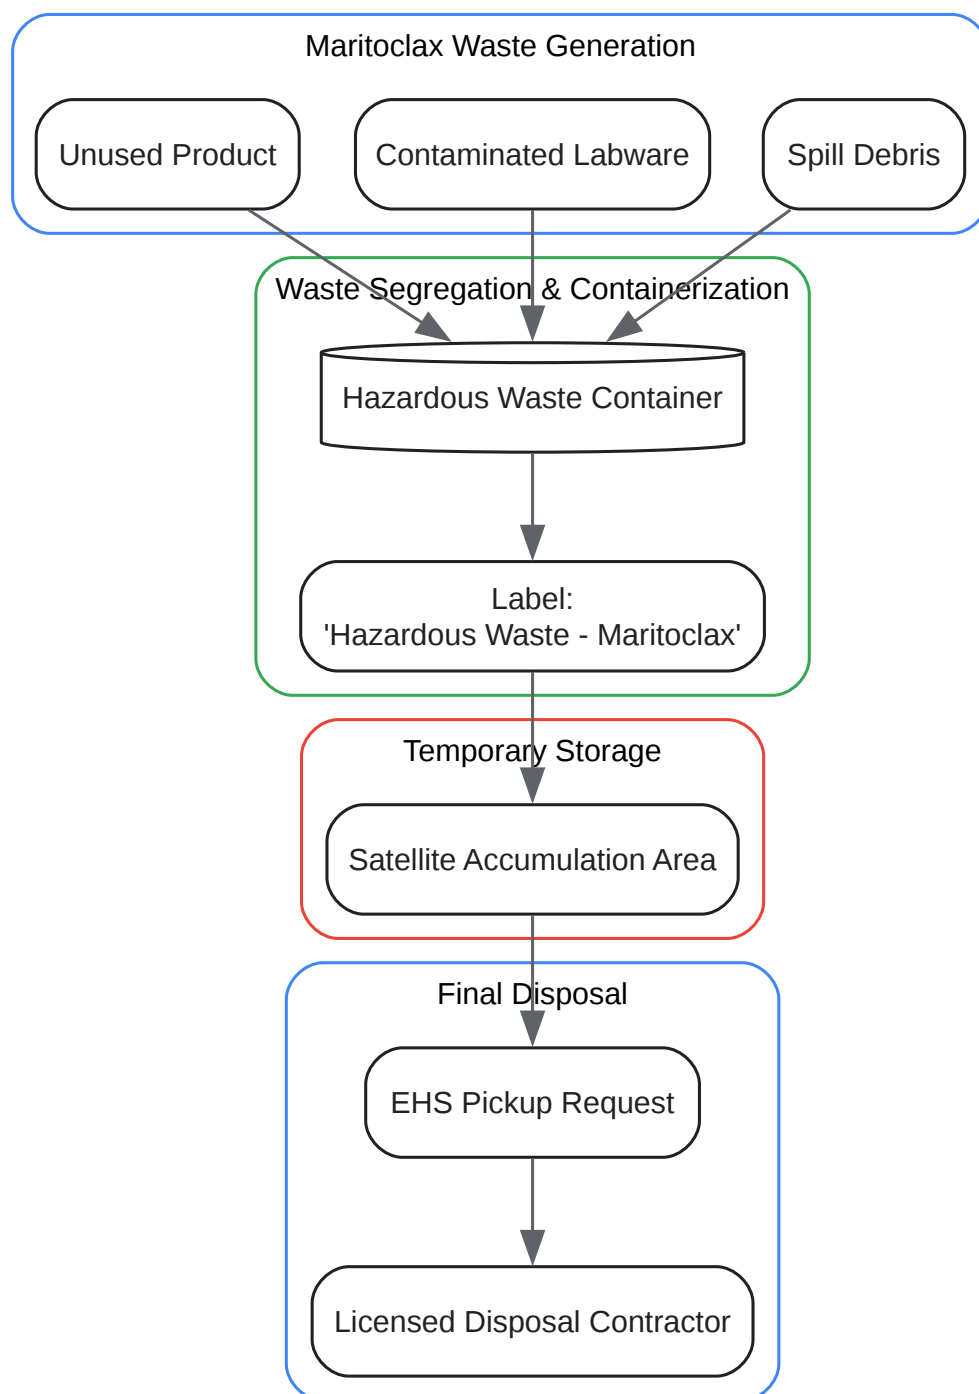 Maritoclax Waste Generation
Unused Product
Contaminated Labware
Spill Debris
Waste Segregation & Containerization
Hazardous Waste Container
Label:
'Hazardous Waste - Maritoclax'
Temporary Storage
Satellite Accumulation Area
Final Disposal
EHS Pickup Request
Licensed Disposal Contractor